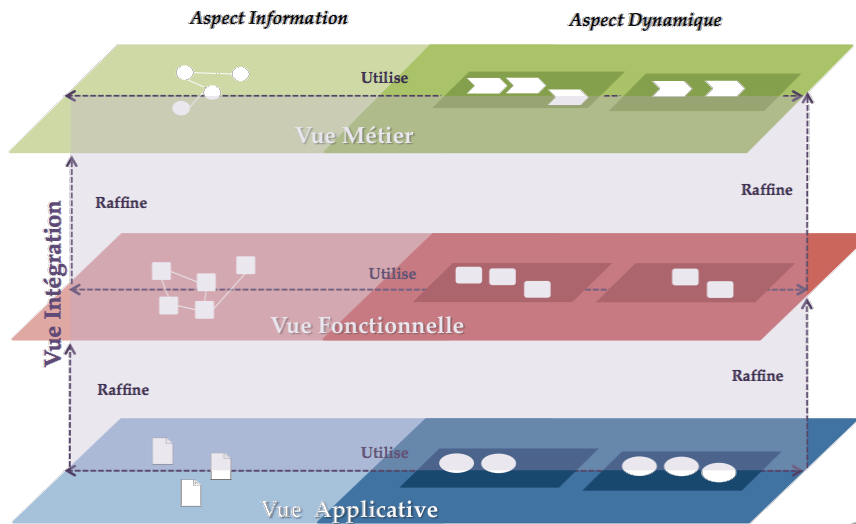 Aspect Information
Aspect Dynamique
Utilise
Vue Métier
Raffine
Raffine
Vue Intégration
Utilise
Vue Fonctionnelle
Raffine
Raffine
Utilise
Vue Applicative